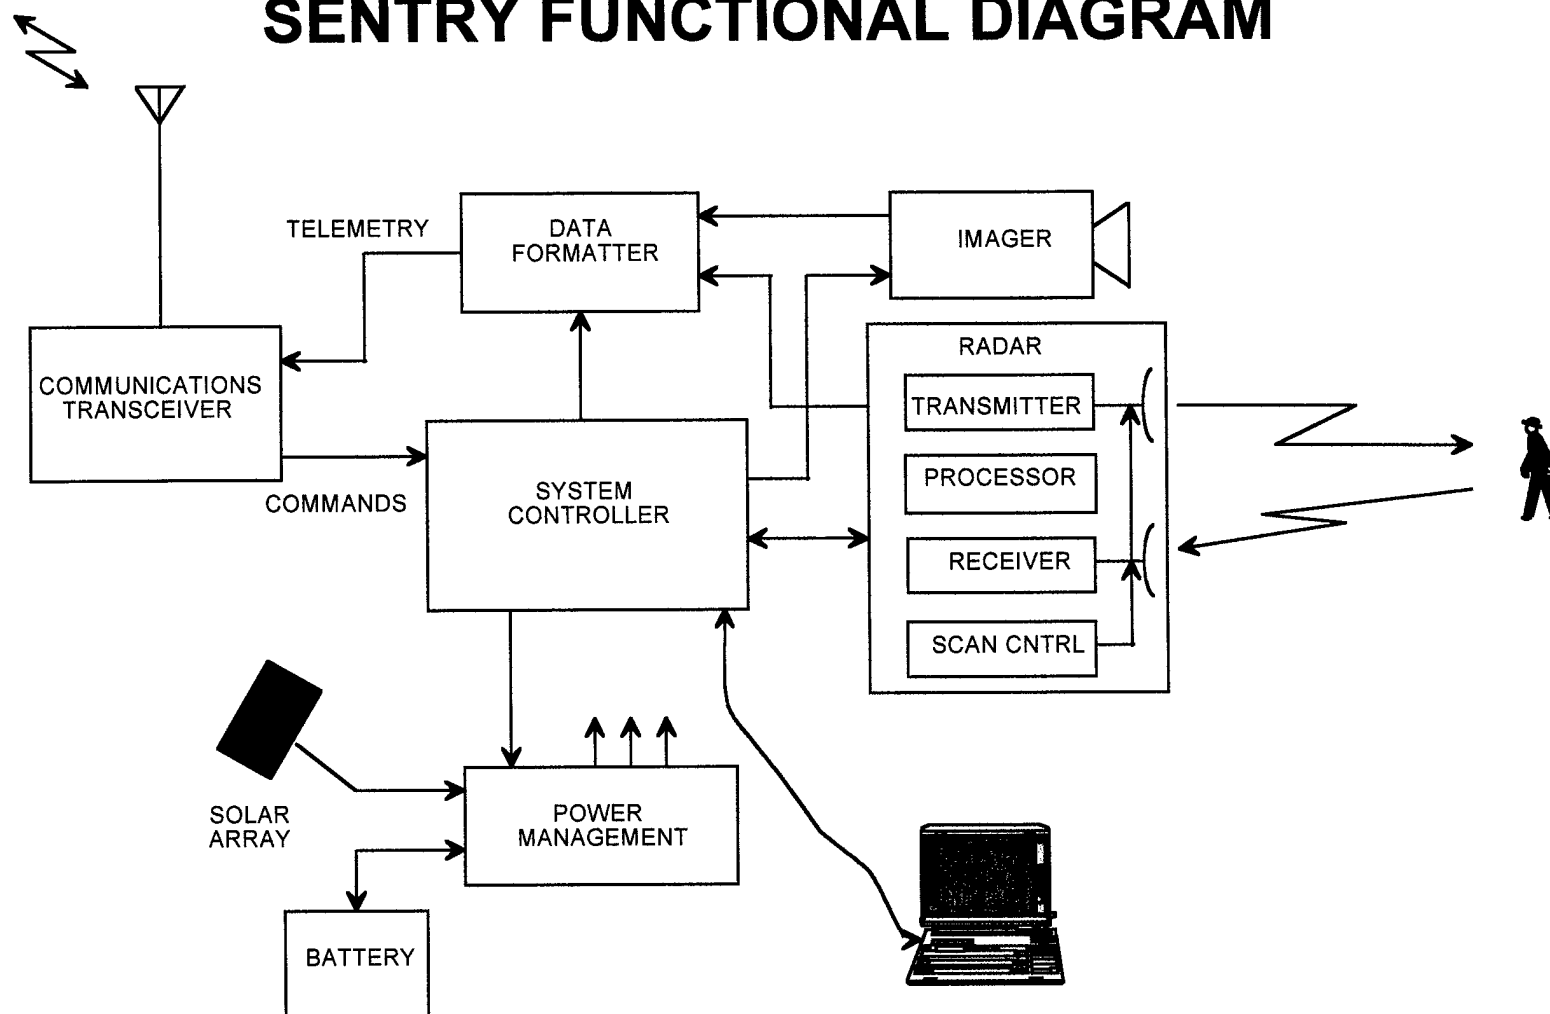 SENTRY FUNCTIONAL DIAGRAM
TELEMETRY
DATA
FORMATTER
IMAGER
RADAR
COMMUNICATIONS
TRANSCEIVER
TRANSMITTER
PROCESSOR
COMMANDS
SYSTEM
CONTROLLER
RECEIVER
SCAN CNTRL
SOLAR
ARRAY
POWER
MANAGEMENT
BATTERY